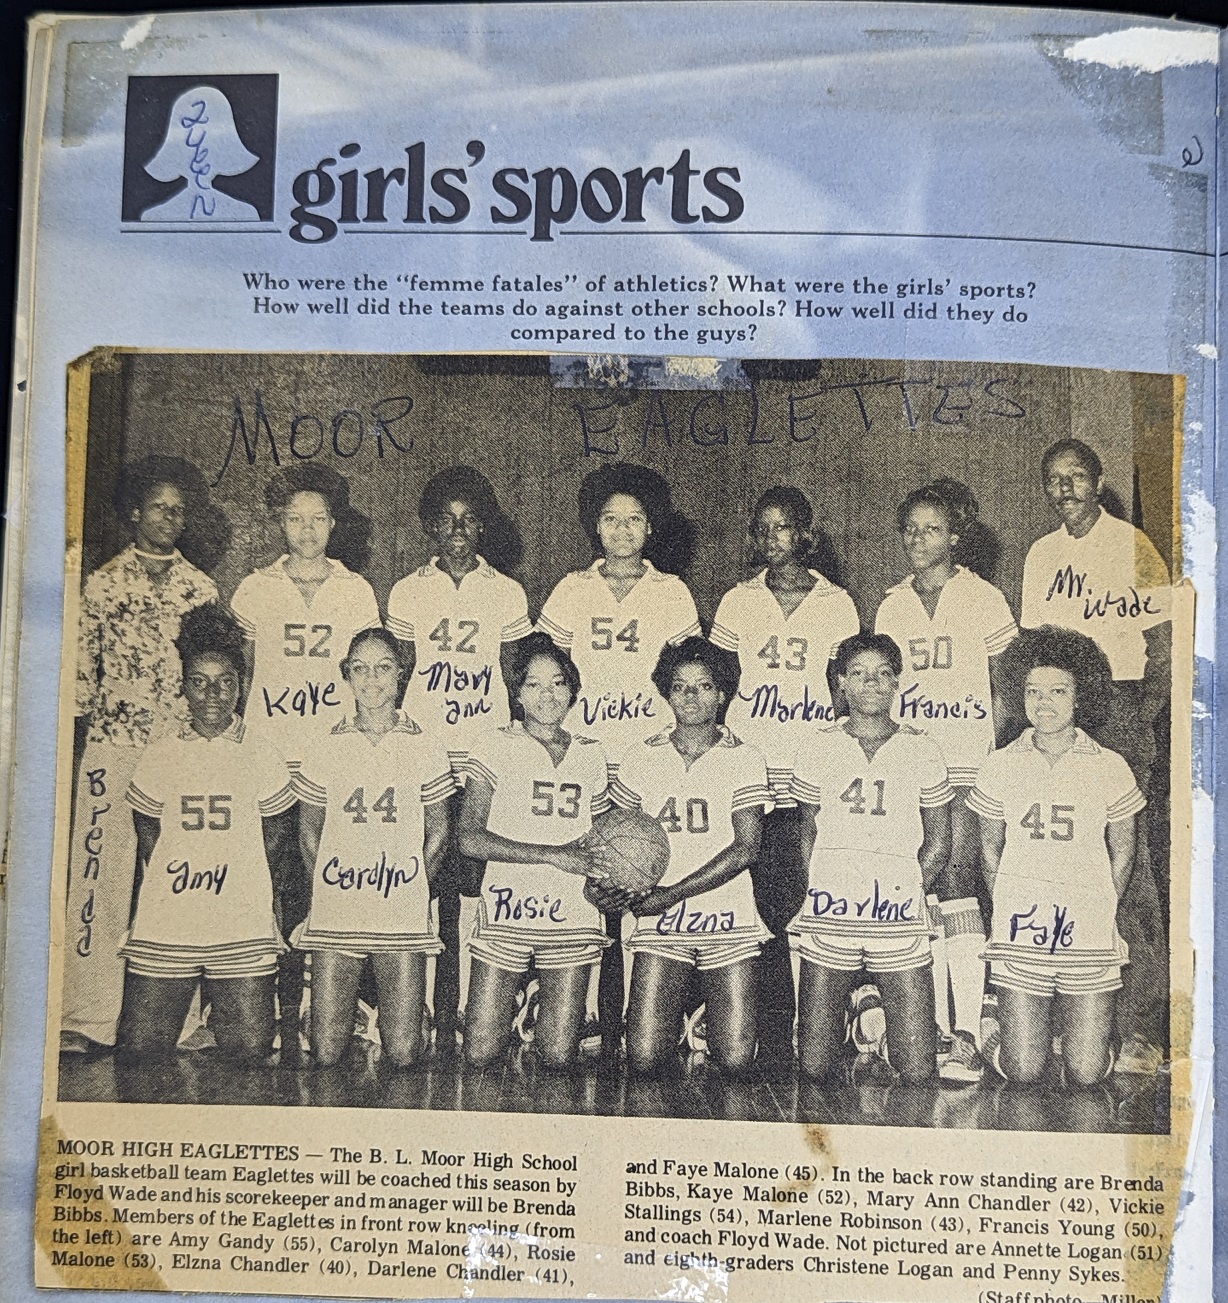 Queen
girls' sports
Who were the “femme fatales” of athletics? What were the girls’ sports?
How well did the teams do against other schools? How well did they do
compared to the guys?
MOOR EAGLETTES
Mr. Wade
52 42 54 43 50
Kaye Mary ann Vickie Marlene Francis
Brenda
55 44 53 40 41 45
Amy Carolyn Rosie Elzna Darlene Faye
MOOR HIGH EAGLETTES — The B. L. Moor High School
girl basketball team Eaglettes will be coached this season by
Floyd Wade and his scorekeeper and manager will be Brenda
Bibbs. Members of the Eaglettes in front row kneeling (from
the left) are Amy Gandy (55), Carolyn Malone (44), Rosie
Malone (53), Elzna Chandler (40), Darlene Chandler (41),
and Faye Malone (45). In the back row standing are Brenda
Bibbs, Kaye Malone (52), Mary Ann Chandler (42), Vickie
Stallings (54), Marlene Robinson (43), Francis Young (50),
and coach Floyd Wade. Not pictured are Annette Logan (51)
and eighth-graders Christene Logan and Penny Sykes.
(Staff photo—Miller)